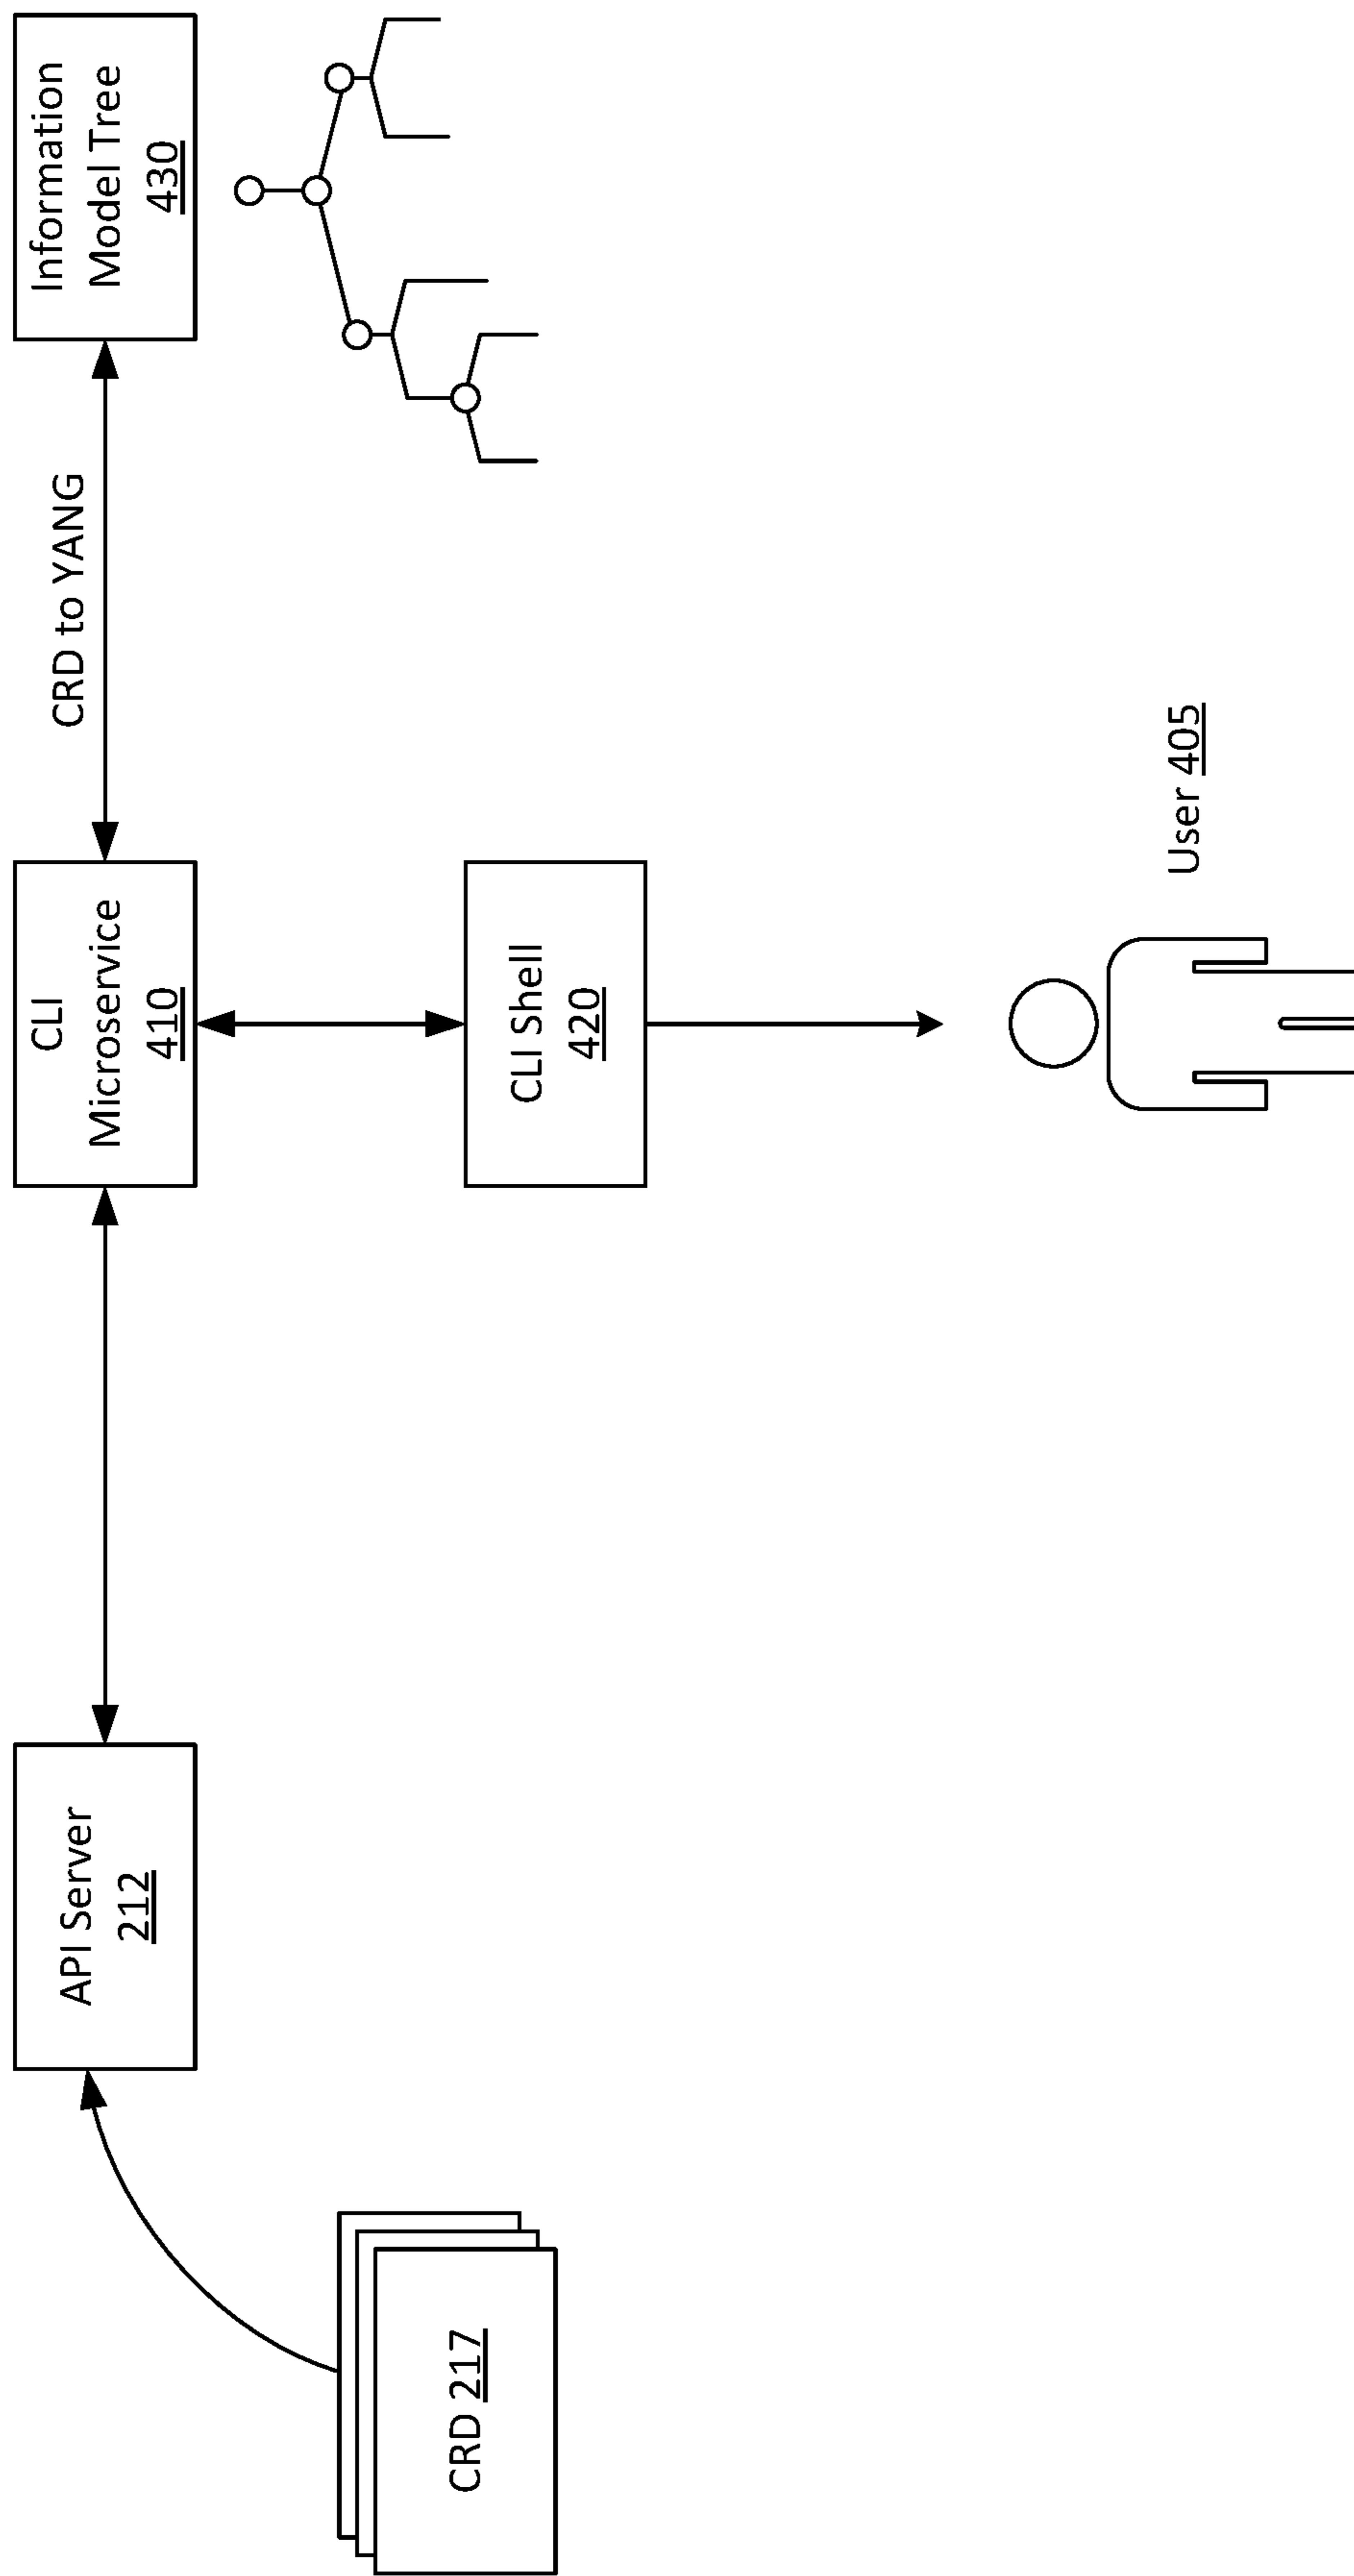 API Server
212
CLI
Microservice
410
CRD to YANG
Information
Model Tree
430
CRD 217
CLI Shell
420
User 405